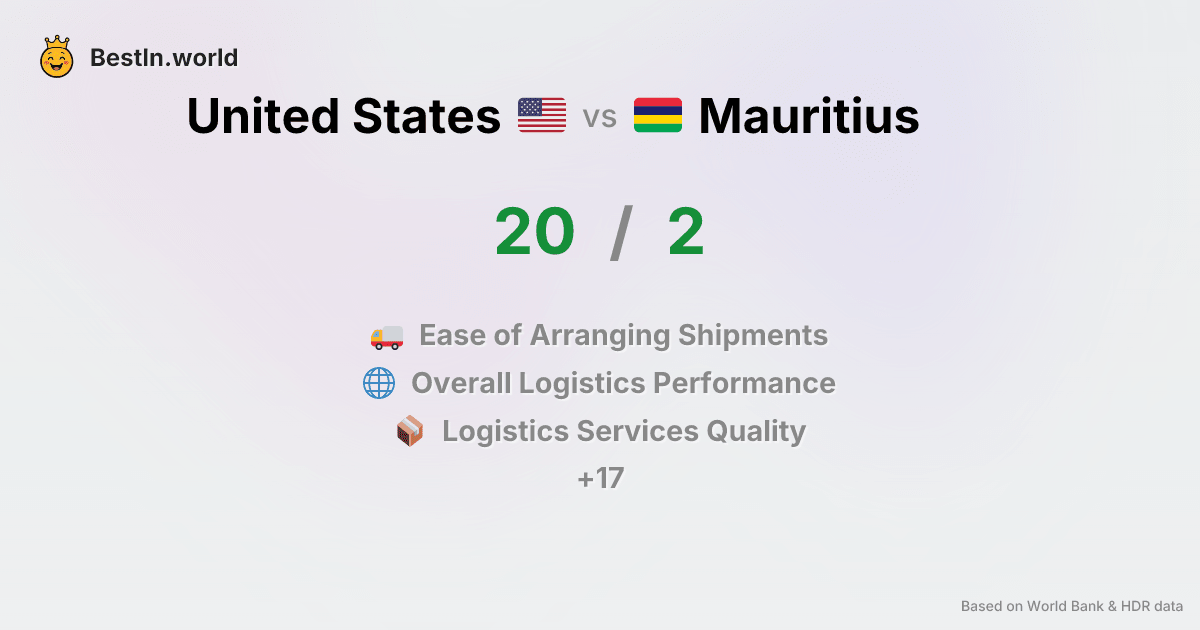 BestIn.world
United States vs Mauritius
20 / 2
Ease of Arranging Shipments
Overall Logistics Performance
Logistics Services Quality
+17
Based on World Bank & HDR data